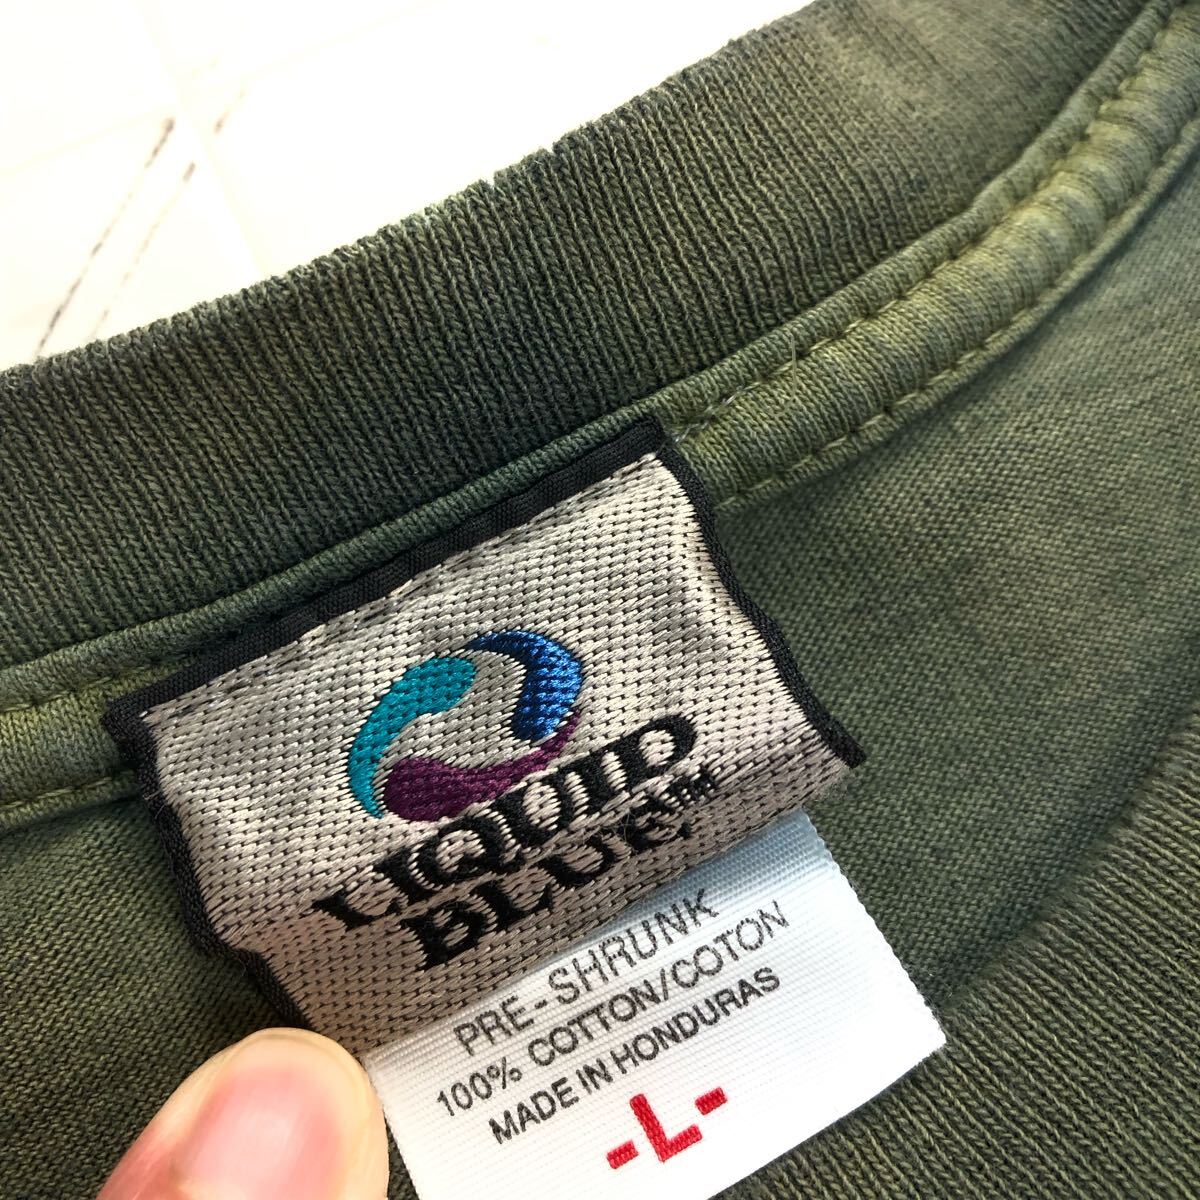 LIQUID
BLUE™
PRE-SHRUNK
100% COTTON/COTON
MADE IN HONDURAS
-L-